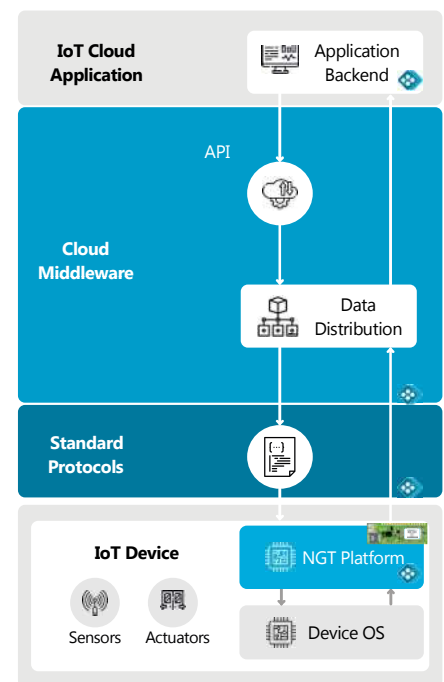 IoT Cloud
Application
Application
Backend
API
Cloud
Middleware
Data
Distribution
Standard
Protocols
{...}
IoT Device
NGT Platform
Sensors
Actuators
Device OS